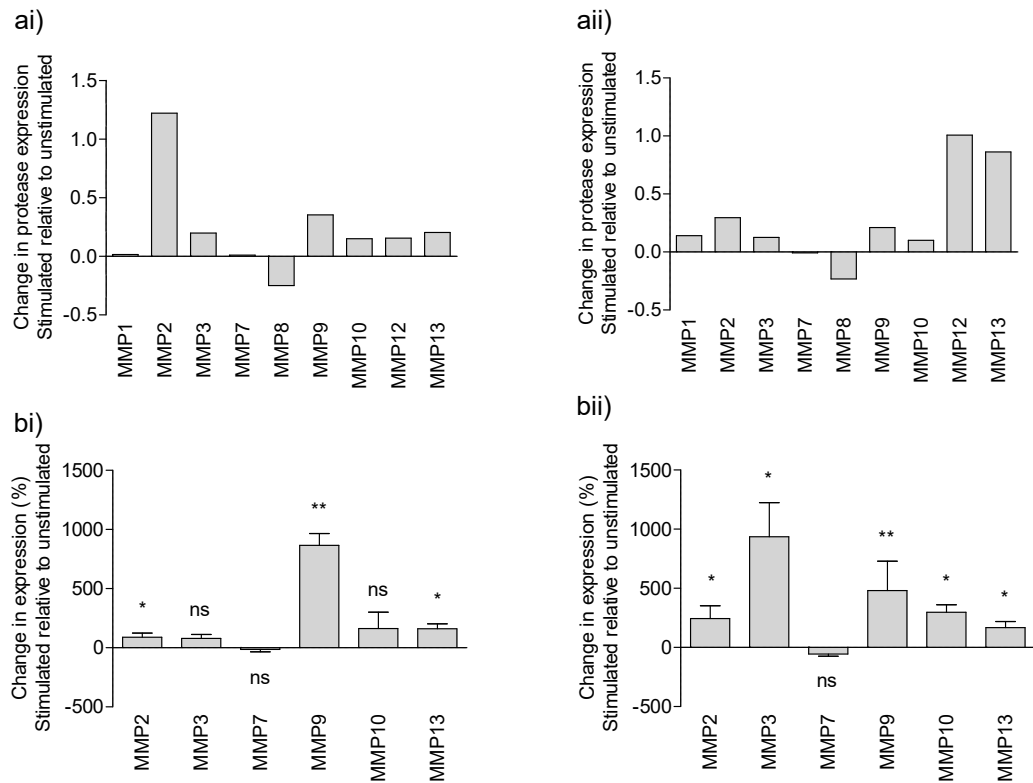 ai)
Change in protease expression
Stimulated relative to unstimulated
1.5
1.0
0.5
0.0
-0.5
MMP1
MMP2
MMP3
MMP7
MMP8
MMP9
MMP10
MMP12
MMP13
aii)
Change in protease expression
Stimulated relative to unstimulated
1.5
1.0
0.5
0.0
-0.5
MMP1
MMP2
MMP3
MMP7
MMP8
MMP9
MMP10
MMP12
MMP13
bi)
Change in expression (%)
Stimulated relative to unstimulated
1500
1000
500
0
-500
*
ns
ns
**
ns
*
MMP2
MMP3
MMP7
MMP9
MMP10
MMP13
bii)
Change in expression (%)
Stimulated relative to unstimulated
1500
1000
500
0
-500
*
*
ns
**
*
*
MMP2
MMP3
MMP7
MMP9
MMP10
MMP13